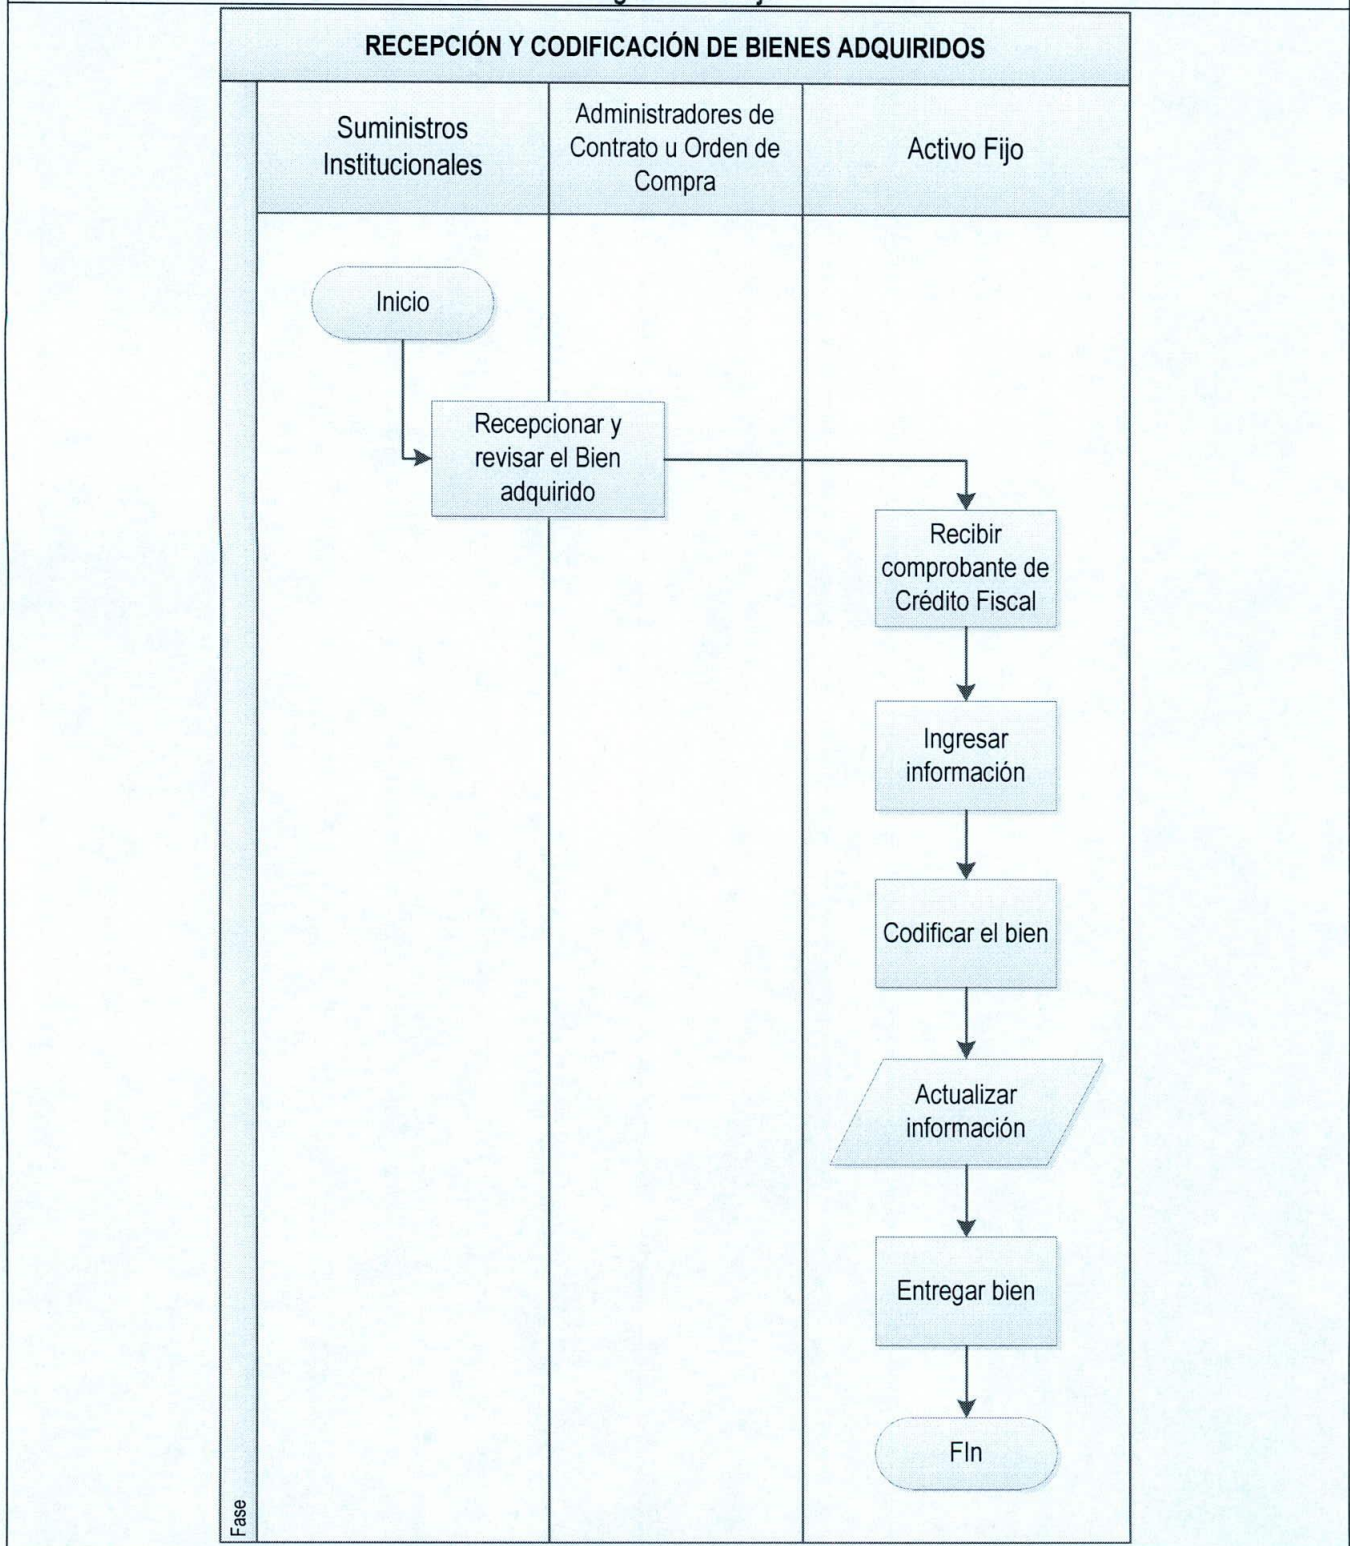 RECEPCIÓN Y CODIFICACIÓN DE BIENES ADQUIRIDOS
Suministros
Institucionales
Administradores de
Contrato u Orden de
Compra
Activo Fijo
Inicio
Recepcionar y
revisar el Bien
adquirido
Recibir
comprobante de
Crédito Fiscal
Ingresar
información
Codificar el bien
Actualizar
información
Entregar bien
FIn
Fase